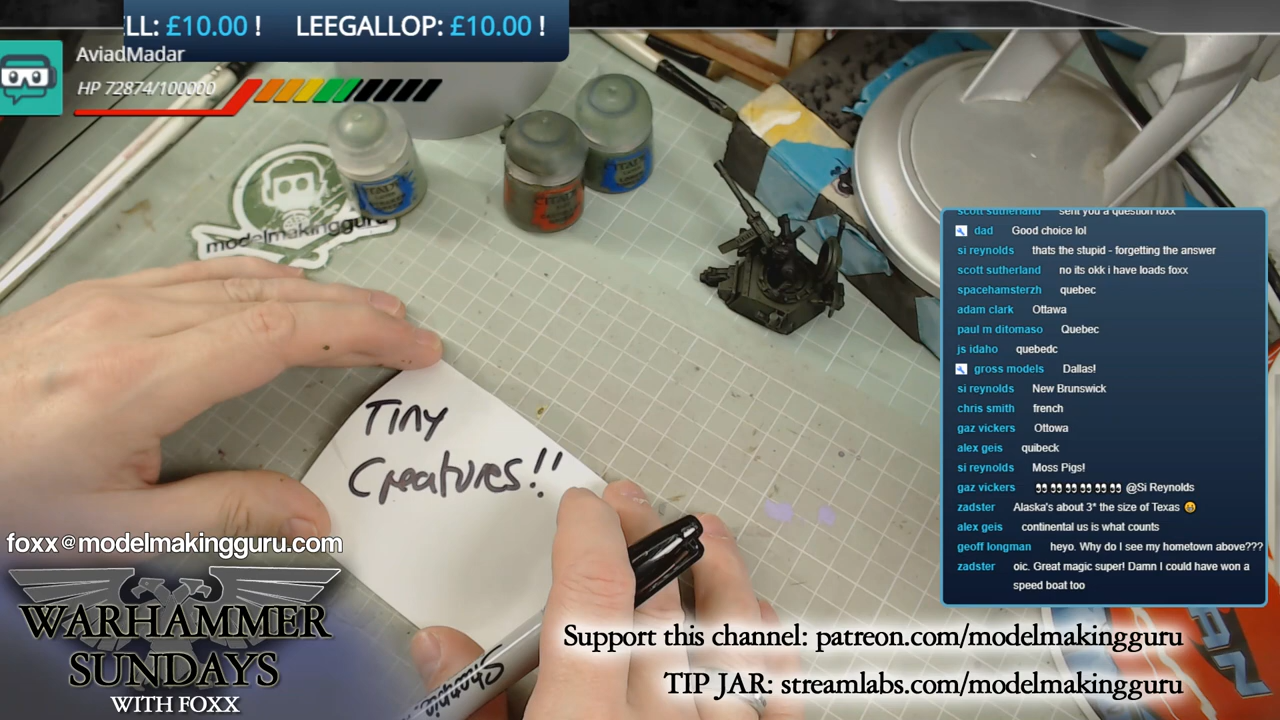 LL: £10.00 ! LEEGALLOP: £10.00 !
AviadMadar
HP 72874/100000
modelmakingguru
CITADEL
Tiny
Creatures!!
Sharpie
scott sutherland sent you a question foxx
dad Good choice lol
si reynolds thats the stupid - forgetting the answer
scott sutherland no its okk i have loads foxx
spacehamsterzh quebec
adam clark Ottawa
paul m ditomaso Quebec
js idaho quebedc
gross models Dallas!
si reynolds New Brunswick
chris smith french
gaz vickers Ottowa
alex geis quibeck
si reynolds Moss Pigs!
gaz vickers 👀👀👀👀👀👀👀 @Si Reynolds
zadster Alaska's about 3* the size of Texas
alex geis continental us is what counts
geoff longman heyo. Why do I see my hometown above???
zadster oic. Great magic super! Damn I could have won a
speed boat too
foxx@modelmakingguru.com
WARHAMMER
SUNDAYS
WITH FOXX
Support this channel: patreon.com/modelmakingguru
TIP JAR: streamlabs.com/modelmakingguru